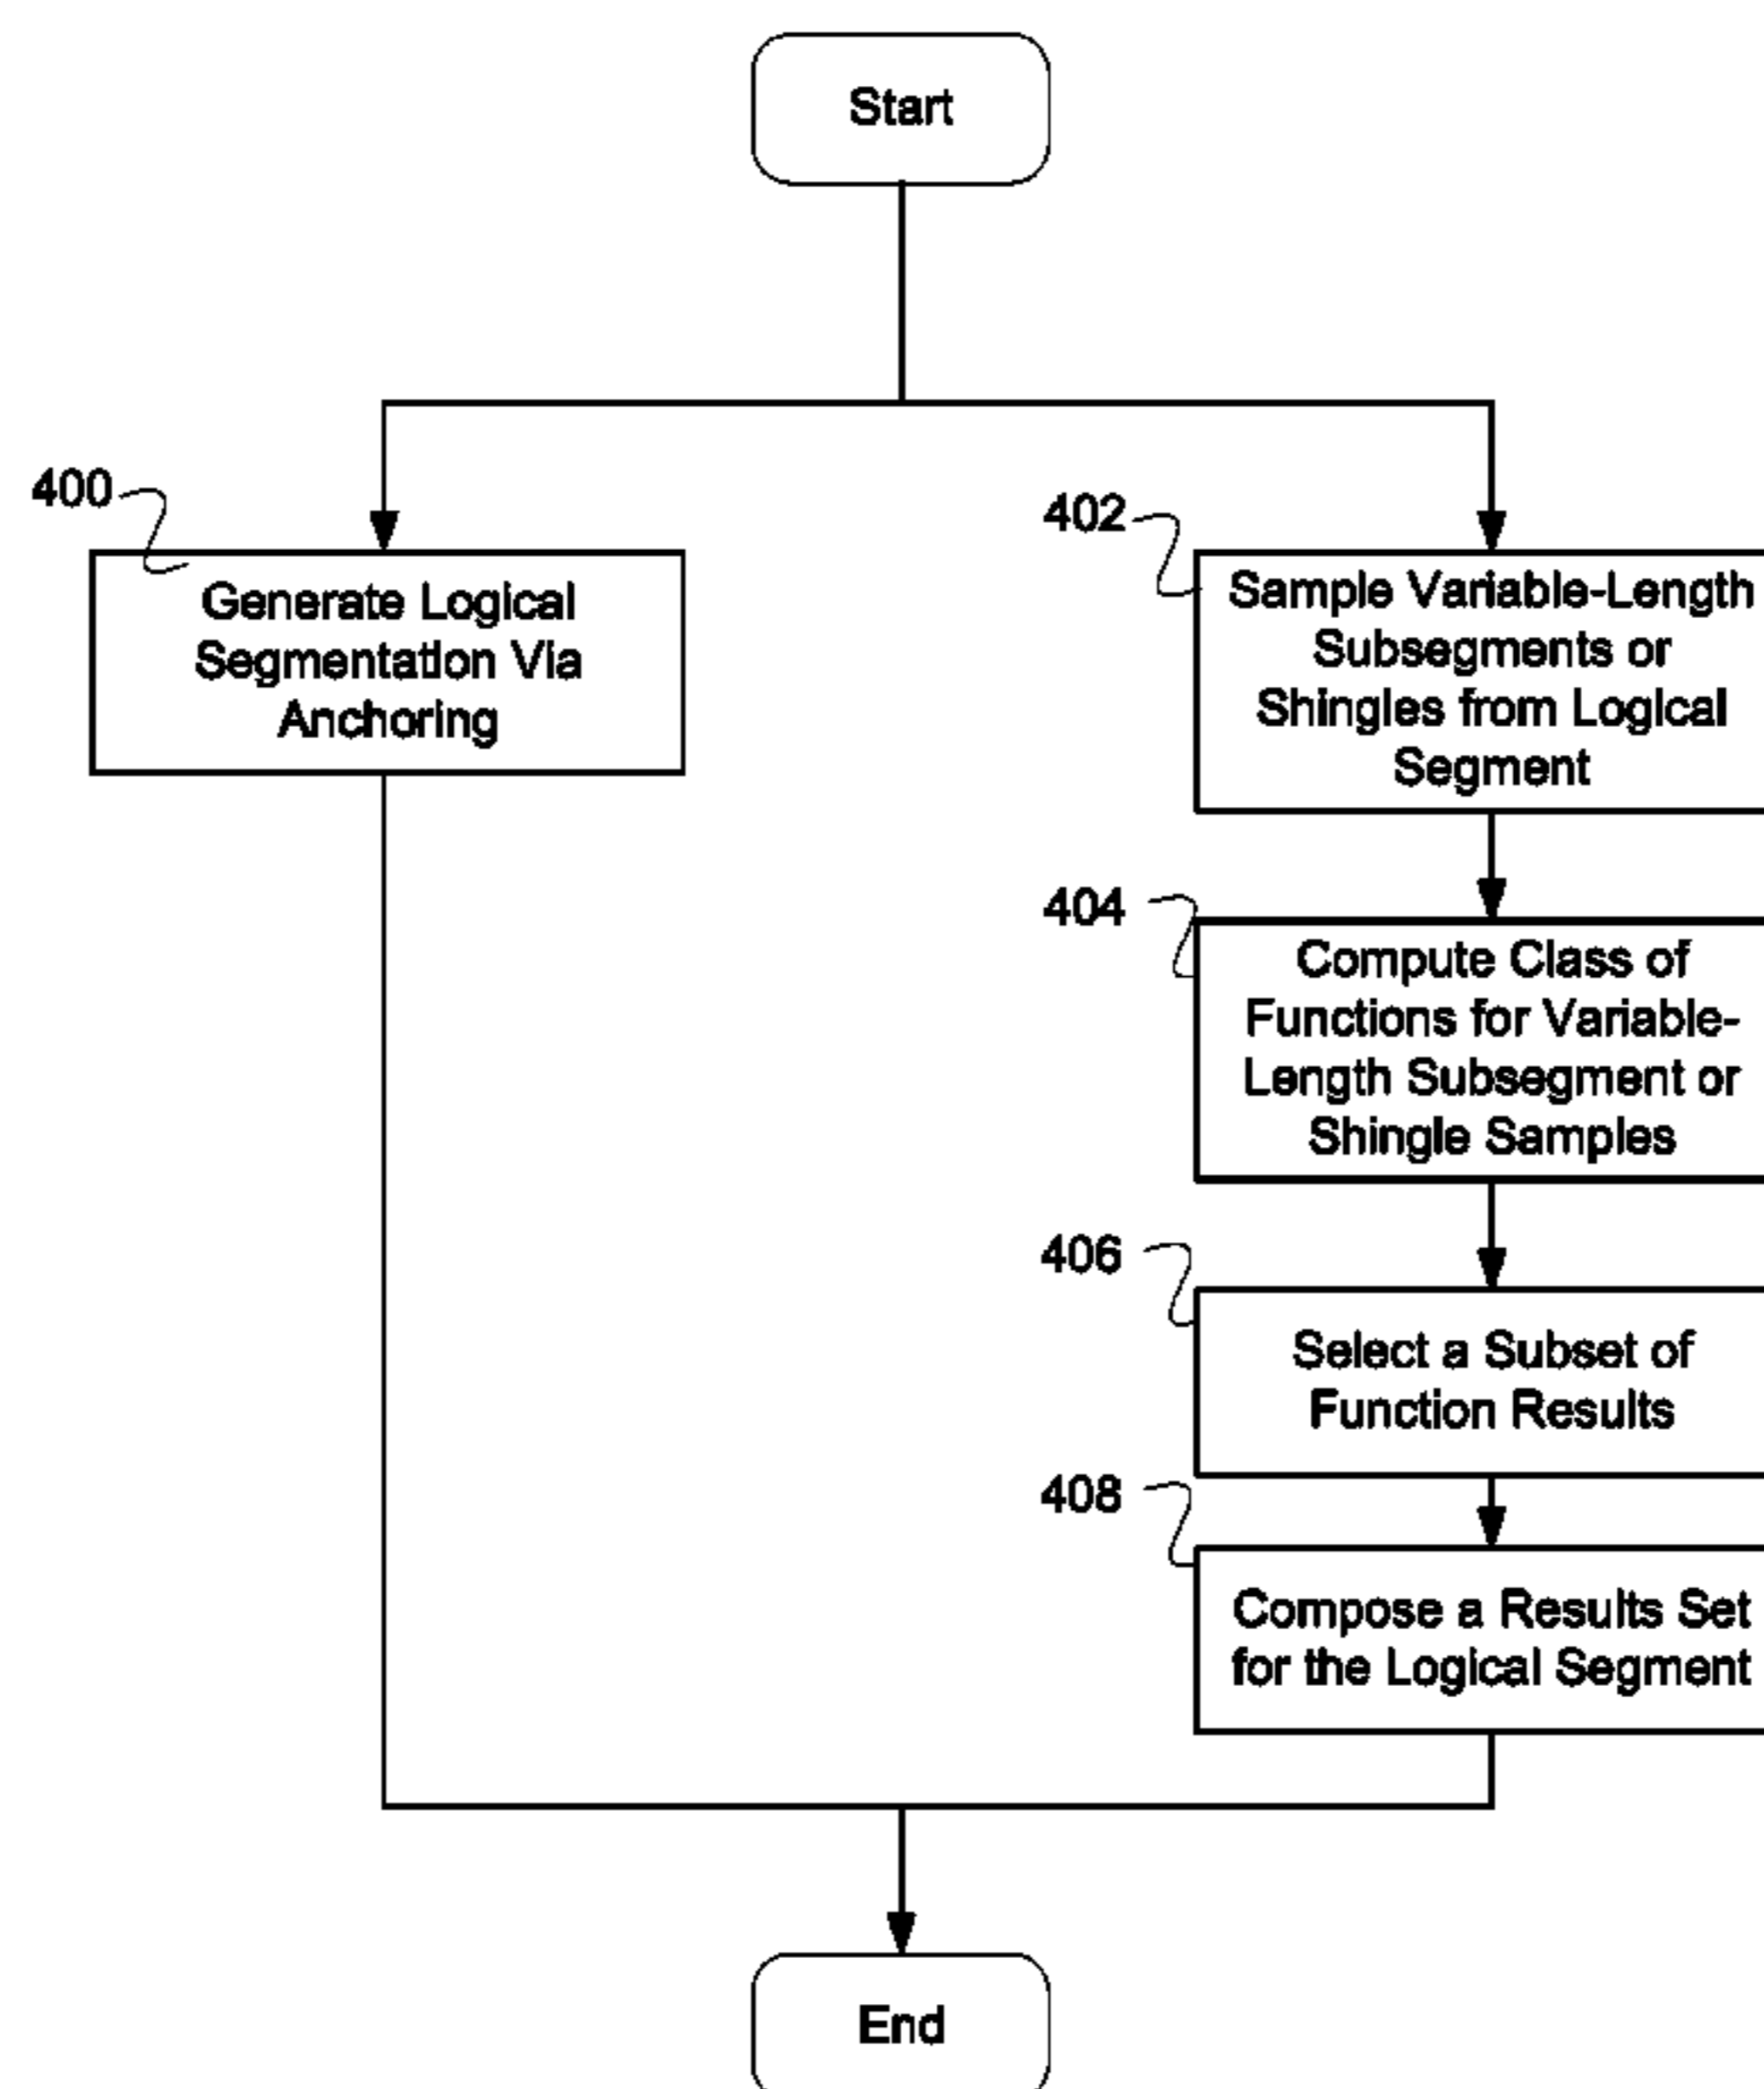 Start
400
Generate Logical
Segmentation Via
Anchoring
402
Sample Variable-Length
Subsegments or
Shingles from Logical
Segment
404
Compute Class of
Functions for Variable-
Length Subsegment or
Shingle Samples
406
Select a Subset of
Function Results
408
Compose a Results Set
for the Logical Segment
End